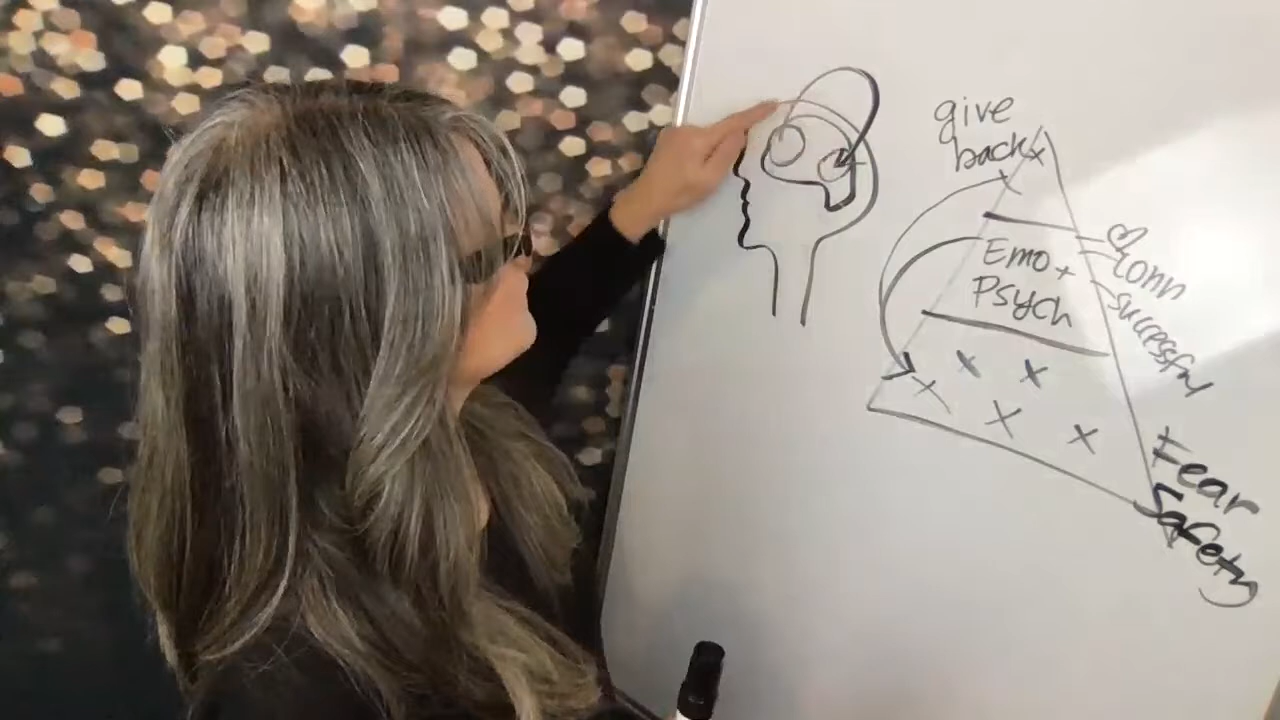 give
back
Emo +
Psych
Conn
successful
Fear
Safety